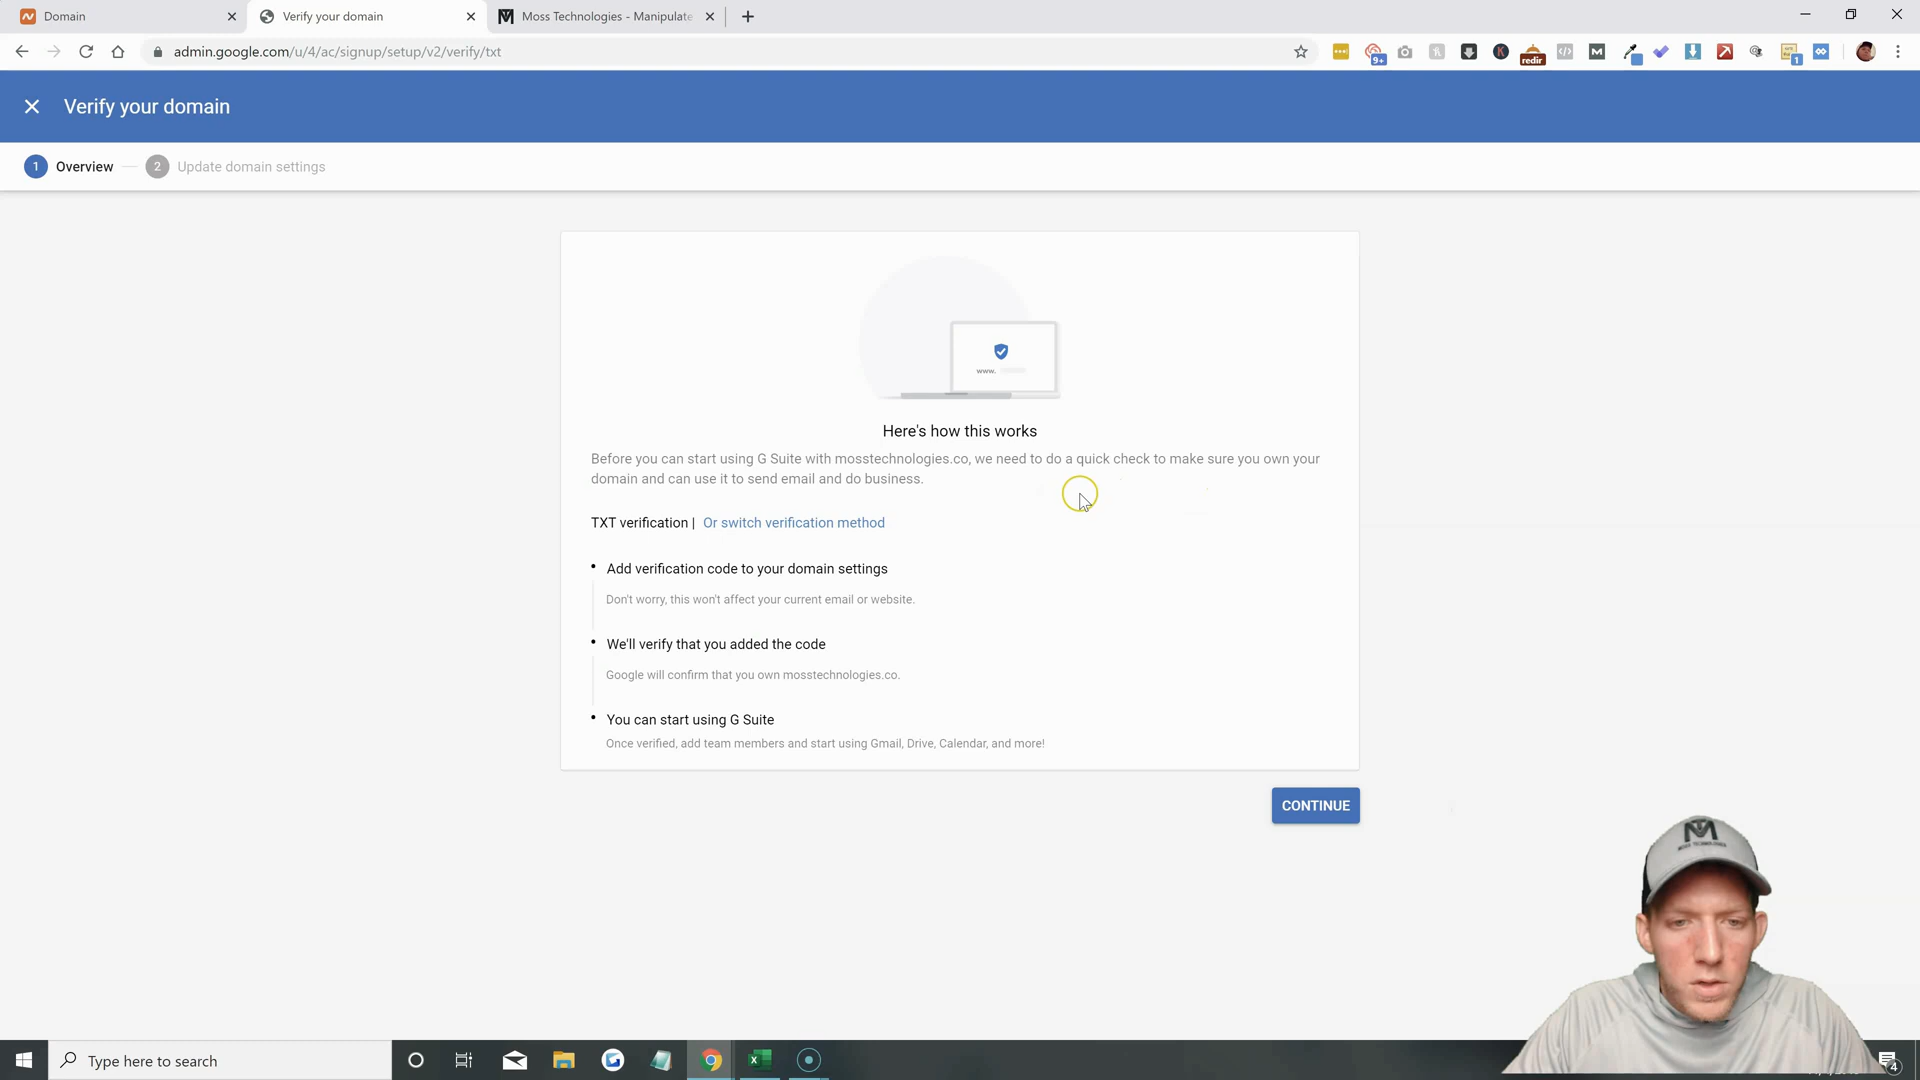 Domain
Verify your domain
Moss Technologies - Manipulate
admin.google.com/u/4/ac/signup/setup/v2/verify/txt
9+
redir
1
Verify your domain
1 Overview
2 Update domain settings
www.
Here's how this works
Before you can start using G Suite with mosstechnologies.co, we need to do a quick check to make sure you own your
domain and can use it to send email and do business.
TXT verification | Or switch verification method
• Add verification code to your domain settings
Don't worry, this won't affect your current email or website.
• We'll verify that you added the code
Google will confirm that you own mosstechnologies.co.
• You can start using G Suite
Once verified, add team members and start using Gmail, Drive, Calendar, and more!
CONTINUE
MOSS TECHNOLOGIES
Type here to search
4